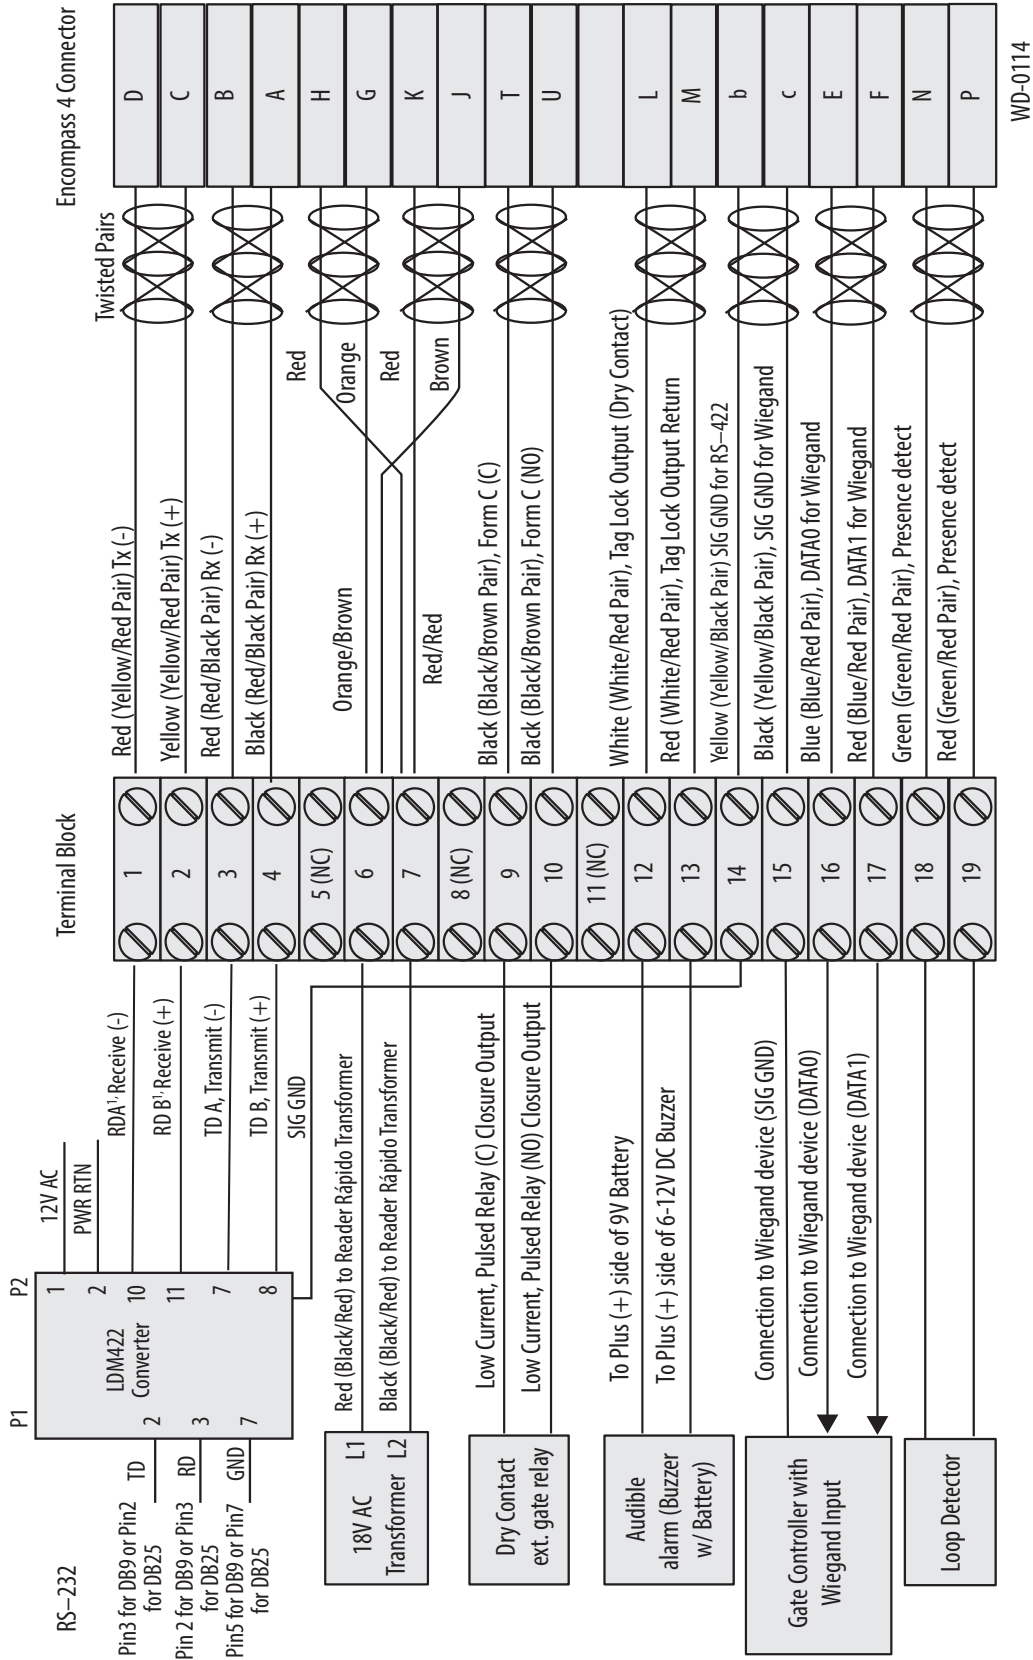 RS–232
Pin3 for DB9 or Pin2
for DB25
Pin 2 for DB9 or Pin3
for DB25
Pin5 for DB9 or Pin7
for DB25
TD
RD
GND
P1
P2
2
3
7
LDM422
Converter
1
2
10
11
7
8
12V AC
PWR RTN
RDA1, Receive (-)
RD B1, Receive (+)
TD A, Transmit (-)
TD B, Transmit (+)
SIG GND
18V AC
Transformer
L1
L2
Red (Black/Red) to Reader Rápido Transformer
Black (Black/Red) to Reader Rápido Transformer
Dry Contact
ext. gate relay
Low Current, Pulsed Relay (C) Closure Output
Low Current, Pulsed Relay (NO) Closure Output
Audible
alarm (Buzzer
w/ Battery)
To Plus (+) side of 9V Battery
To Plus (+) side of 6-12V DC Buzzer
Gate Controller with
Wiegand Input
Connection to Wiegand device (SIG GND)
Connection to Wiegand device (DATA0)
Connection to Wiegand device (DATA1)
Loop Detector
Terminal Block
1
2
3
4
5 (NC)
6
7
8 (NC)
9
10
11 (NC)
12
13
14
15
16
17
18
19
Red (Yellow/Red Pair) Tx (-)
Yellow (Yellow/Red Pair) Tx (+)
Red (Red/Black Pair) Rx (-)
Black (Red/Black Pair) Rx (+)
Orange/Brown
Red/Red
Red
Orange
Red
Brown
Black (Black/Brown Pair), Form C (C)
Black (Black/Brown Pair), Form C (NO)
White (White/Red Pair), Tag Lock Output (Dry Contact)
Red (White/Red Pair), Tag Lock Output Return
Yellow (Yellow/Black Pair) SIG GND for RS–422
Black (Yellow/Black Pair), SIG GND for Wiegand
Blue (Blue/Red Pair), DATA0 for Wiegand
Red (Blue/Red Pair), DATA1 for Wiegand
Green (Green/Red Pair), Presence detect
Red (Green/Red Pair), Presence detect
Twisted Pairs
Encompass 4 Connector
D
C
B
A
H
G
K
J
T
U
L
M
b
c
E
F
N
P
WD-0114